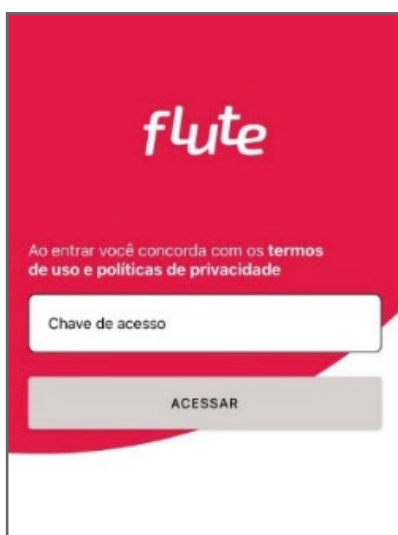 flute
Ao entrar você concorda com os termos
de uso e políticas de privacidade
Chave de acesso
ACESSAR